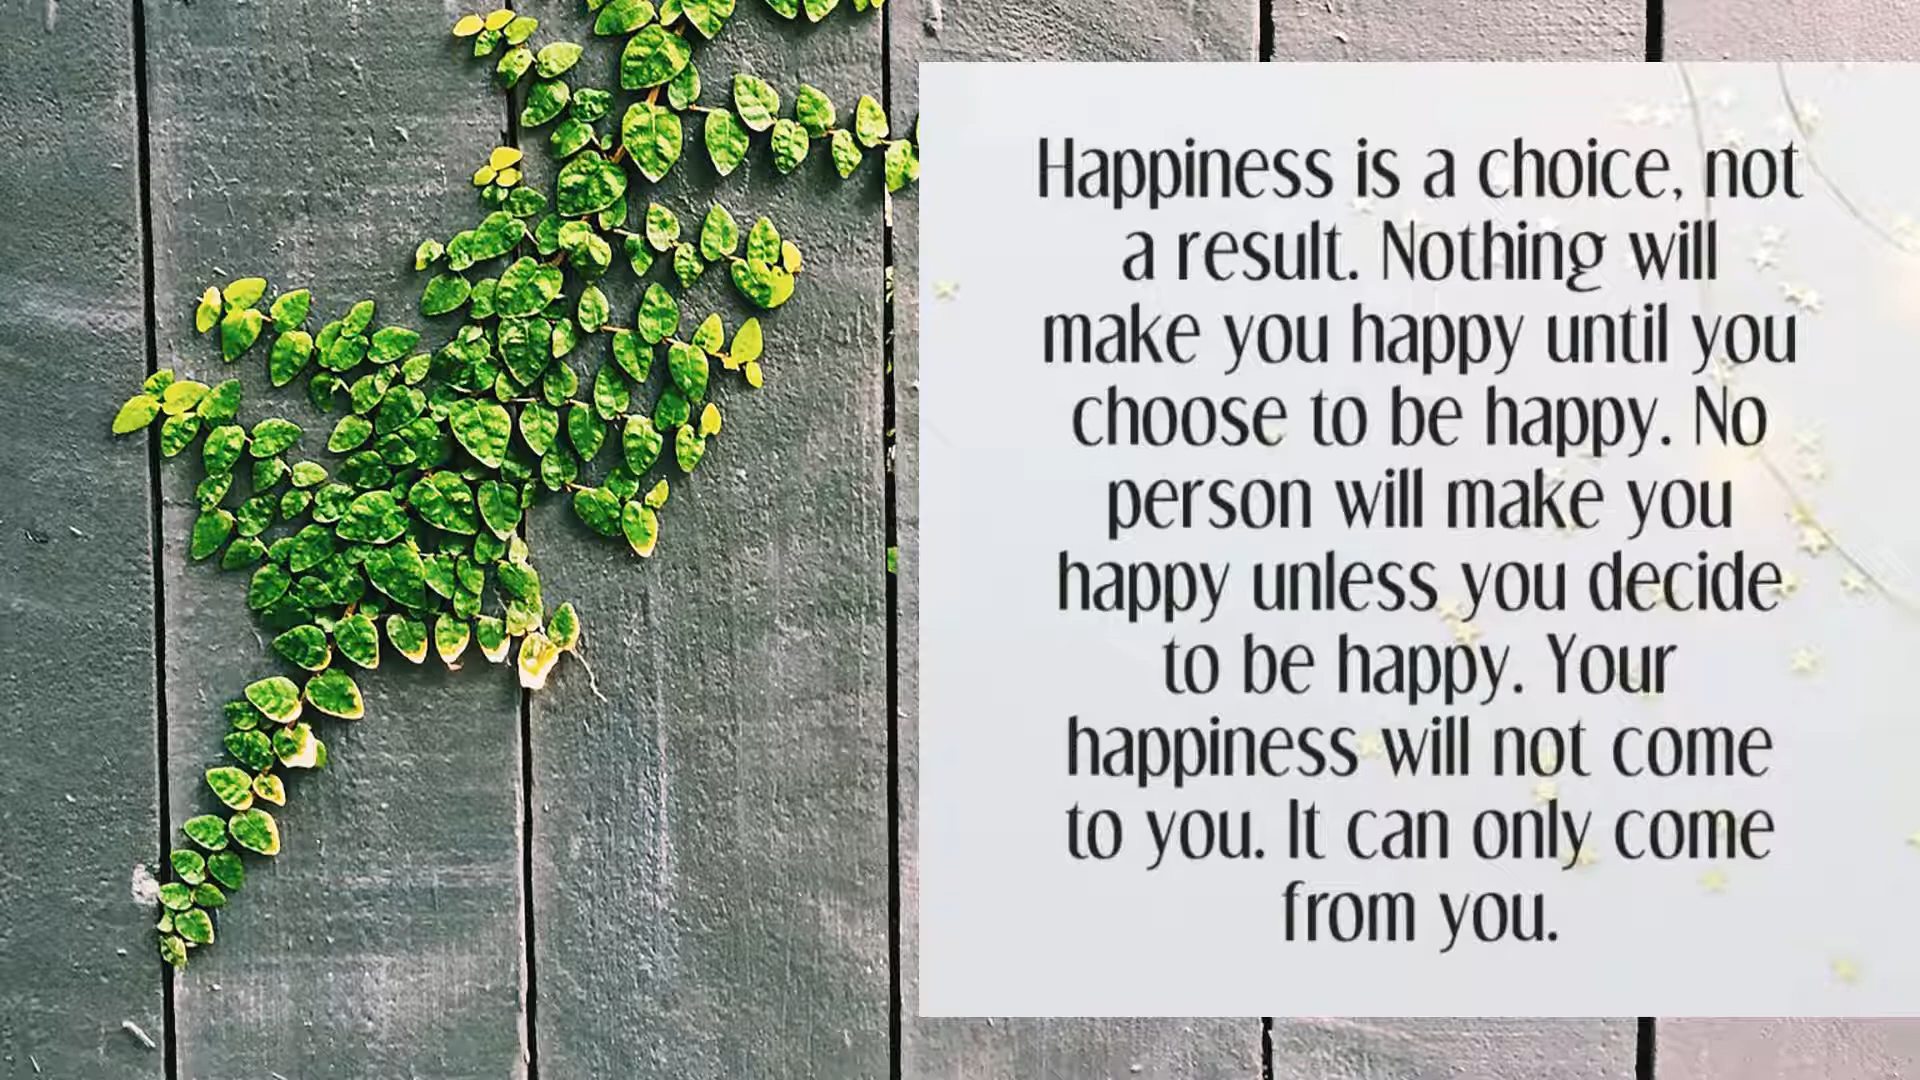 Happiness is a choice, not
a result. Nothing will
make you happy until you
choose to be happy. No
person will make you
happy unless you decide
to be happy. Your
happiness will not come
to you. It can only come
from you.